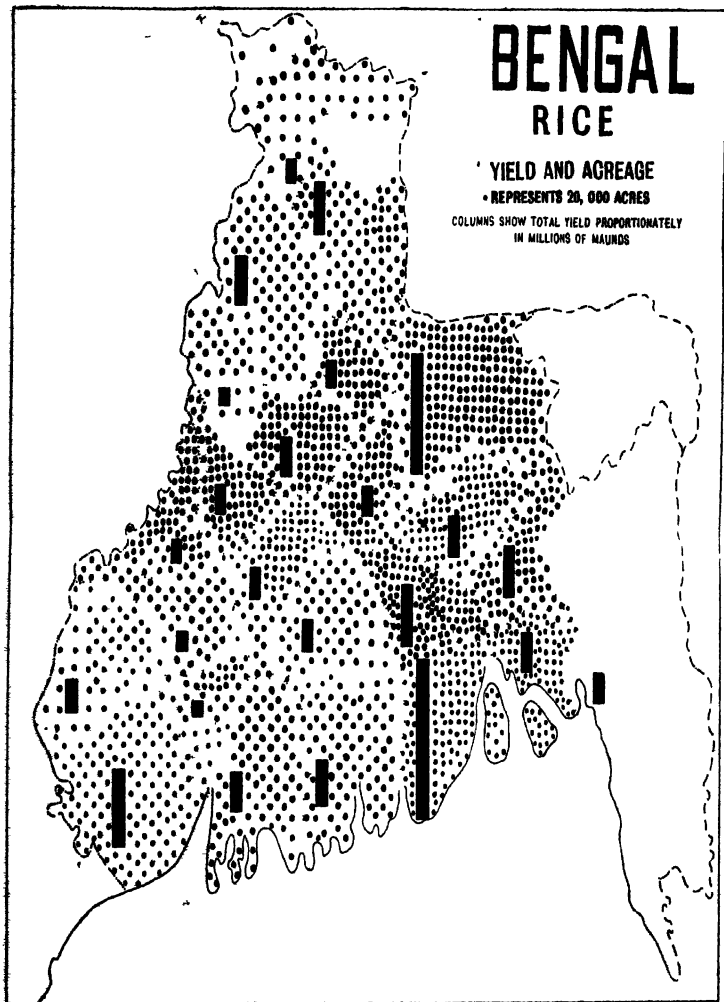 BENGAL
RICE
YIELD AND ACREAGE
• REPRESENTS 20, 000 ACRES
COLUMNS SHOW TOTAL YIELD PROPORTIONATELY
IN MILLIONS OF MAUNDS